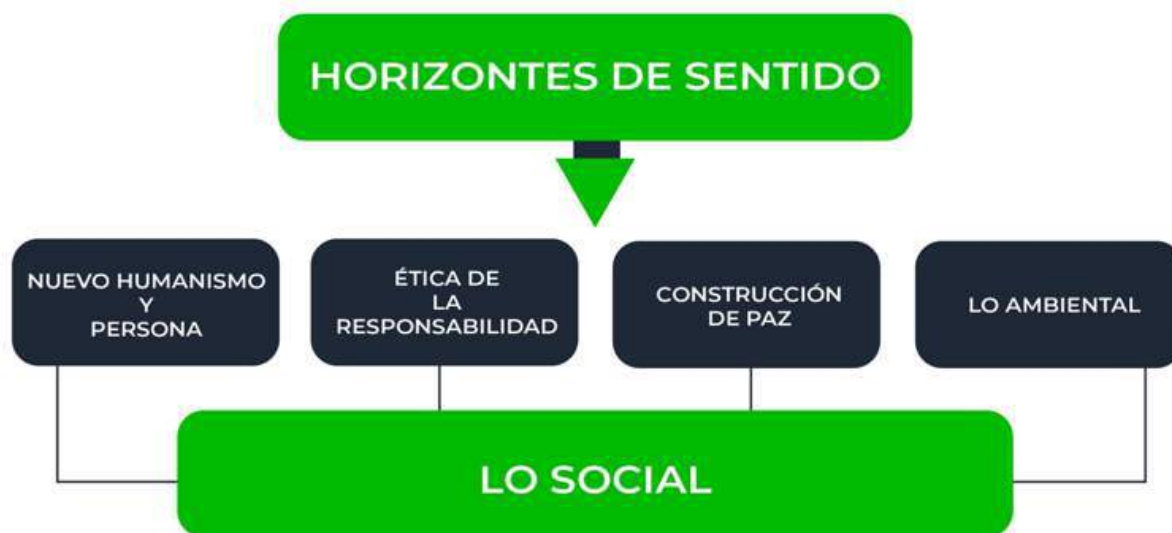 HORIZONTES DE SENTIDO
NUEVO HUMANISMO
Y
PERSONA
ÉTICA DE
LA
RESPONSABILIDAD
CONSTRUCCIÓN
DE PAZ
LO AMBIENTAL
LO SOCIAL